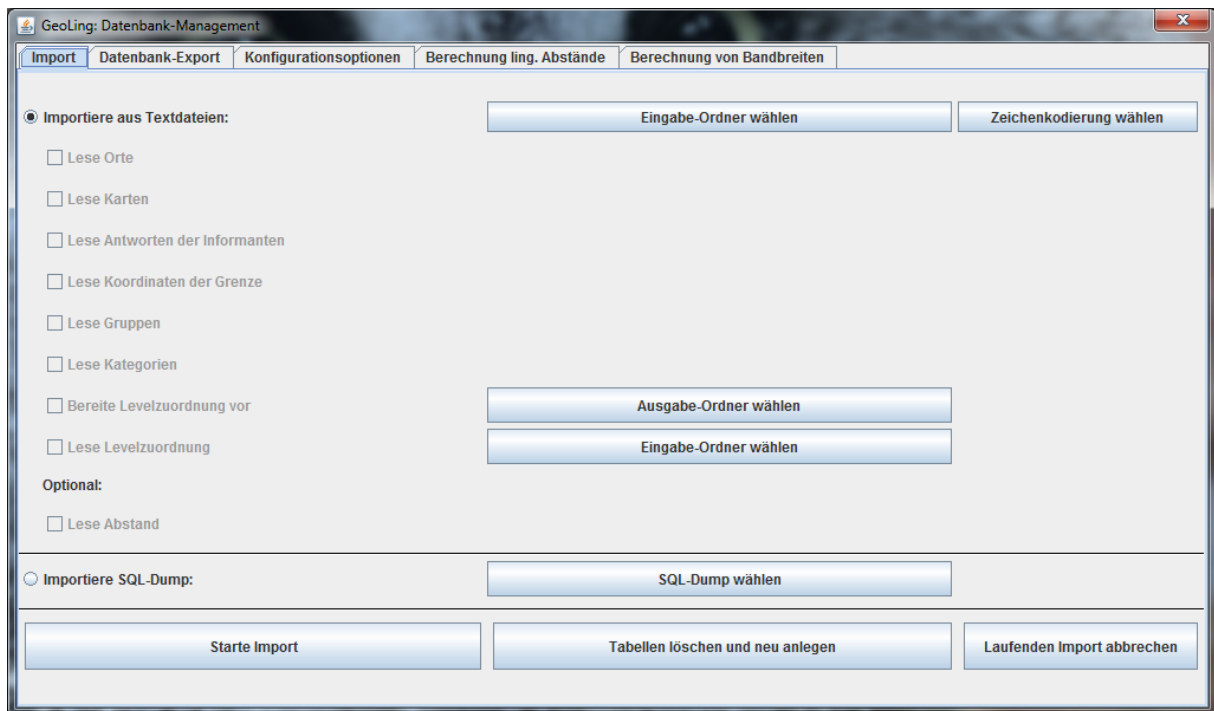 GeoLing: Datenbank-Management
Import Datenbank-Export Konfigurationsoptionen Berechnung ling. Abstände Berechnung von Bandbreiten
Importiere aus Textdateien: Eingabe-Ordner wählen Zeichenkodierung wählen
Lese Orte
Lese Karten
Lese Antworten der Informanten
Lese Koordinaten der Grenze
Lese Gruppen
Lese Kategorien
Bereite Levelzuordnung vor Ausgabe-Ordner wählen
Lese Levelzuordnung Eingabe-Ordner wählen
Optional:
Lese Abstand
Importiere SQL-Dump: SQL-Dump wählen
Starte Import Tabellen löschen und neu anlegen Laufenden Import abbrechen